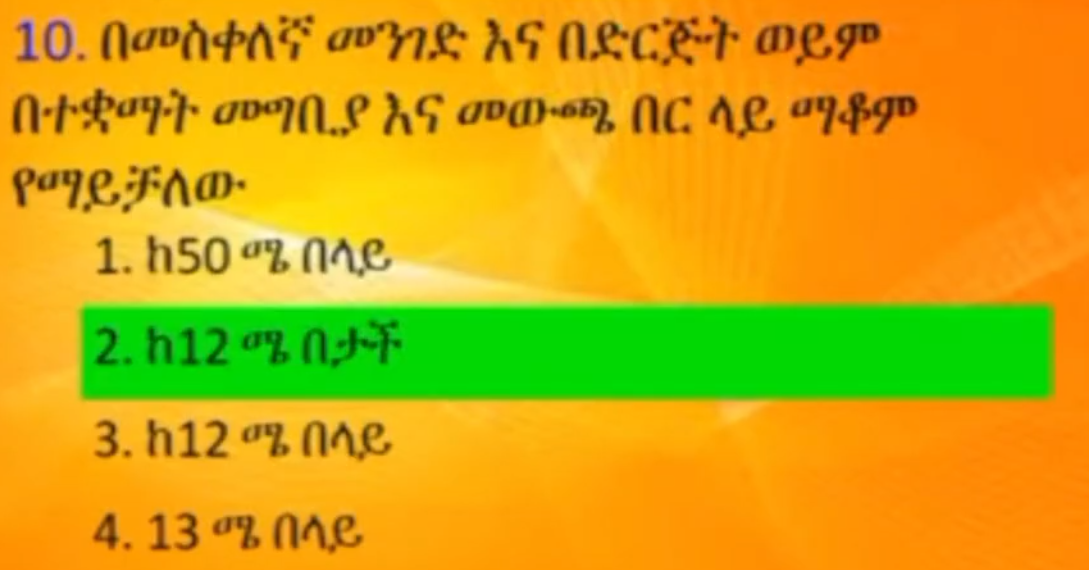 10. በመስቀለኛ መንገድ እና በድርጅት ወይም
በተቋማት መግቢያ እና መውጫ በር ላይ ማቆም
የማይቻለው
1. ከ50 ሜ በላይ
2. ከ12 ሜ በታች
3. ከ12 ሜ በላይ
4. 13 ሜ በላይ